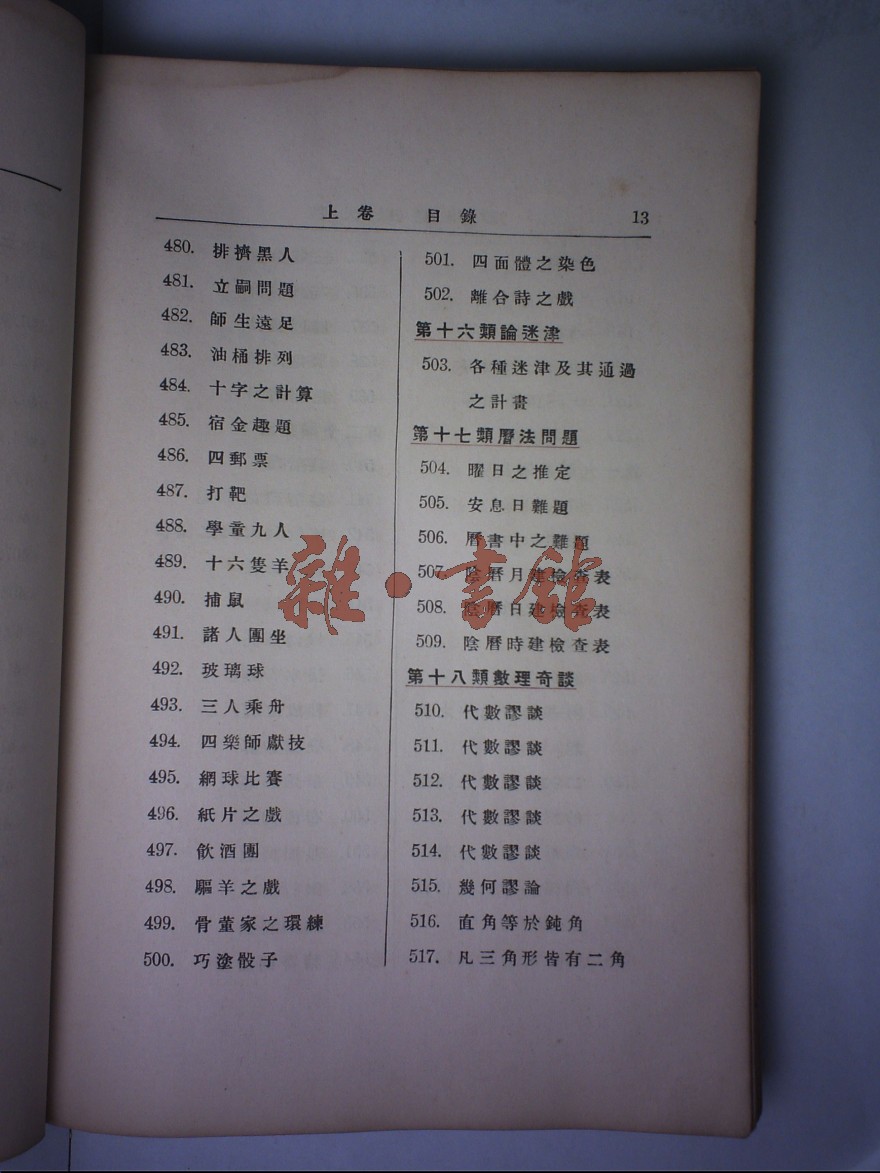 上卷 目錄 13
480. 排擠黑人
481. 立嗣問題
482. 師生遠足
483. 油桶排列
484. 十字之計算
485. 宿金趣題
486. 四郵票
487. 打靶
488. 學童九人
489. 十六隻羊
490. 捕鼠
491. 諸人團坐
492. 玻璃球
493. 三人乘舟
494. 四樂師獻技
495. 網球比賽
496. 紙片之戲
497. 飲酒團
498. 驅羊之戲
499. 骨董家之環練
500. 巧塗骰子
501. 四面體之染色
502. 離合詩之戲
第十六類論迷津
503. 各種迷津及其通過
之計畫
第十七類曆法問題
504. 曜日之推定
505. 安息日難題
506. 曆書中之難題
507. 陰曆月建檢查表
508. 陰曆日建檢查表
509. 陰曆時建檢查表
第十八類數理奇談
510. 代數謬談
511. 代數謬談
512. 代數謬談
513. 代數謬談
514. 代數謬談
515. 幾何謬論
516. 直角等於鈍角
517. 凡三角形皆有二角
雜·書館